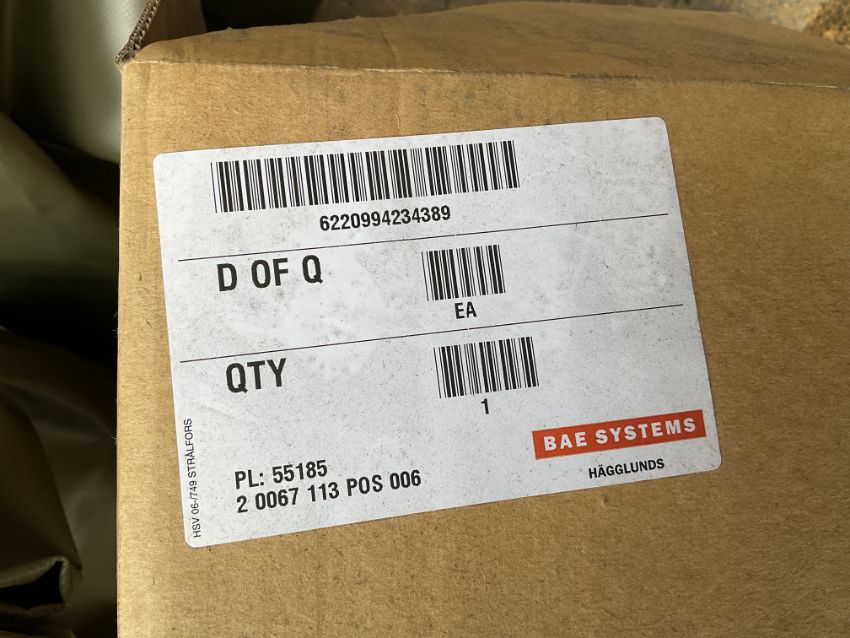 6220994234389
D OF Q
EA
QTY
1
PL: 55185
2 0067 113 POS 006
BAE SYSTEMS
HÄGGLUNDS
HSV 06-/749 STRÅLFORS